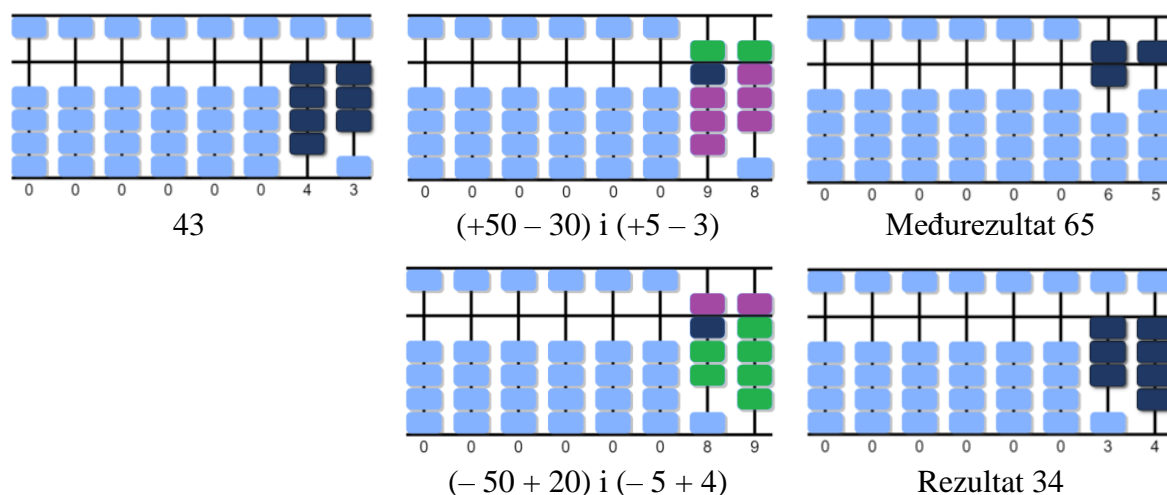 0 0 0 0 0 0 4 3
0 0 0 0 0 0 9 8
0 0 0 0 0 0 6 5
43
(+50 – 30) i (+5 – 3)
Međurezultat 65
0 0 0 0 0 0 8 9
0 0 0 0 0 0 3 4
(– 50 + 20) i (– 5 + 4)
Rezultat 34